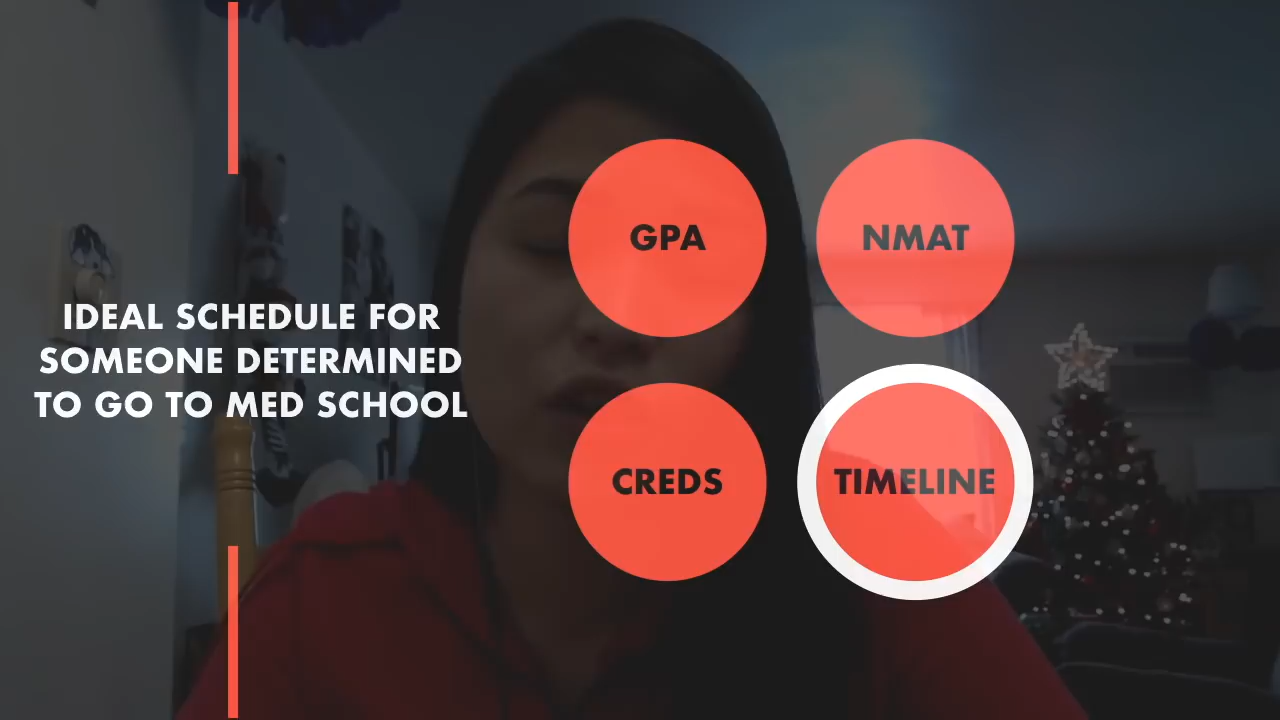 IDEAL SCHEDULE FOR
SOMEONE DETERMINED
TO GO TO MED SCHOOL
GPA
NMAT
CREDS
TIMELINE